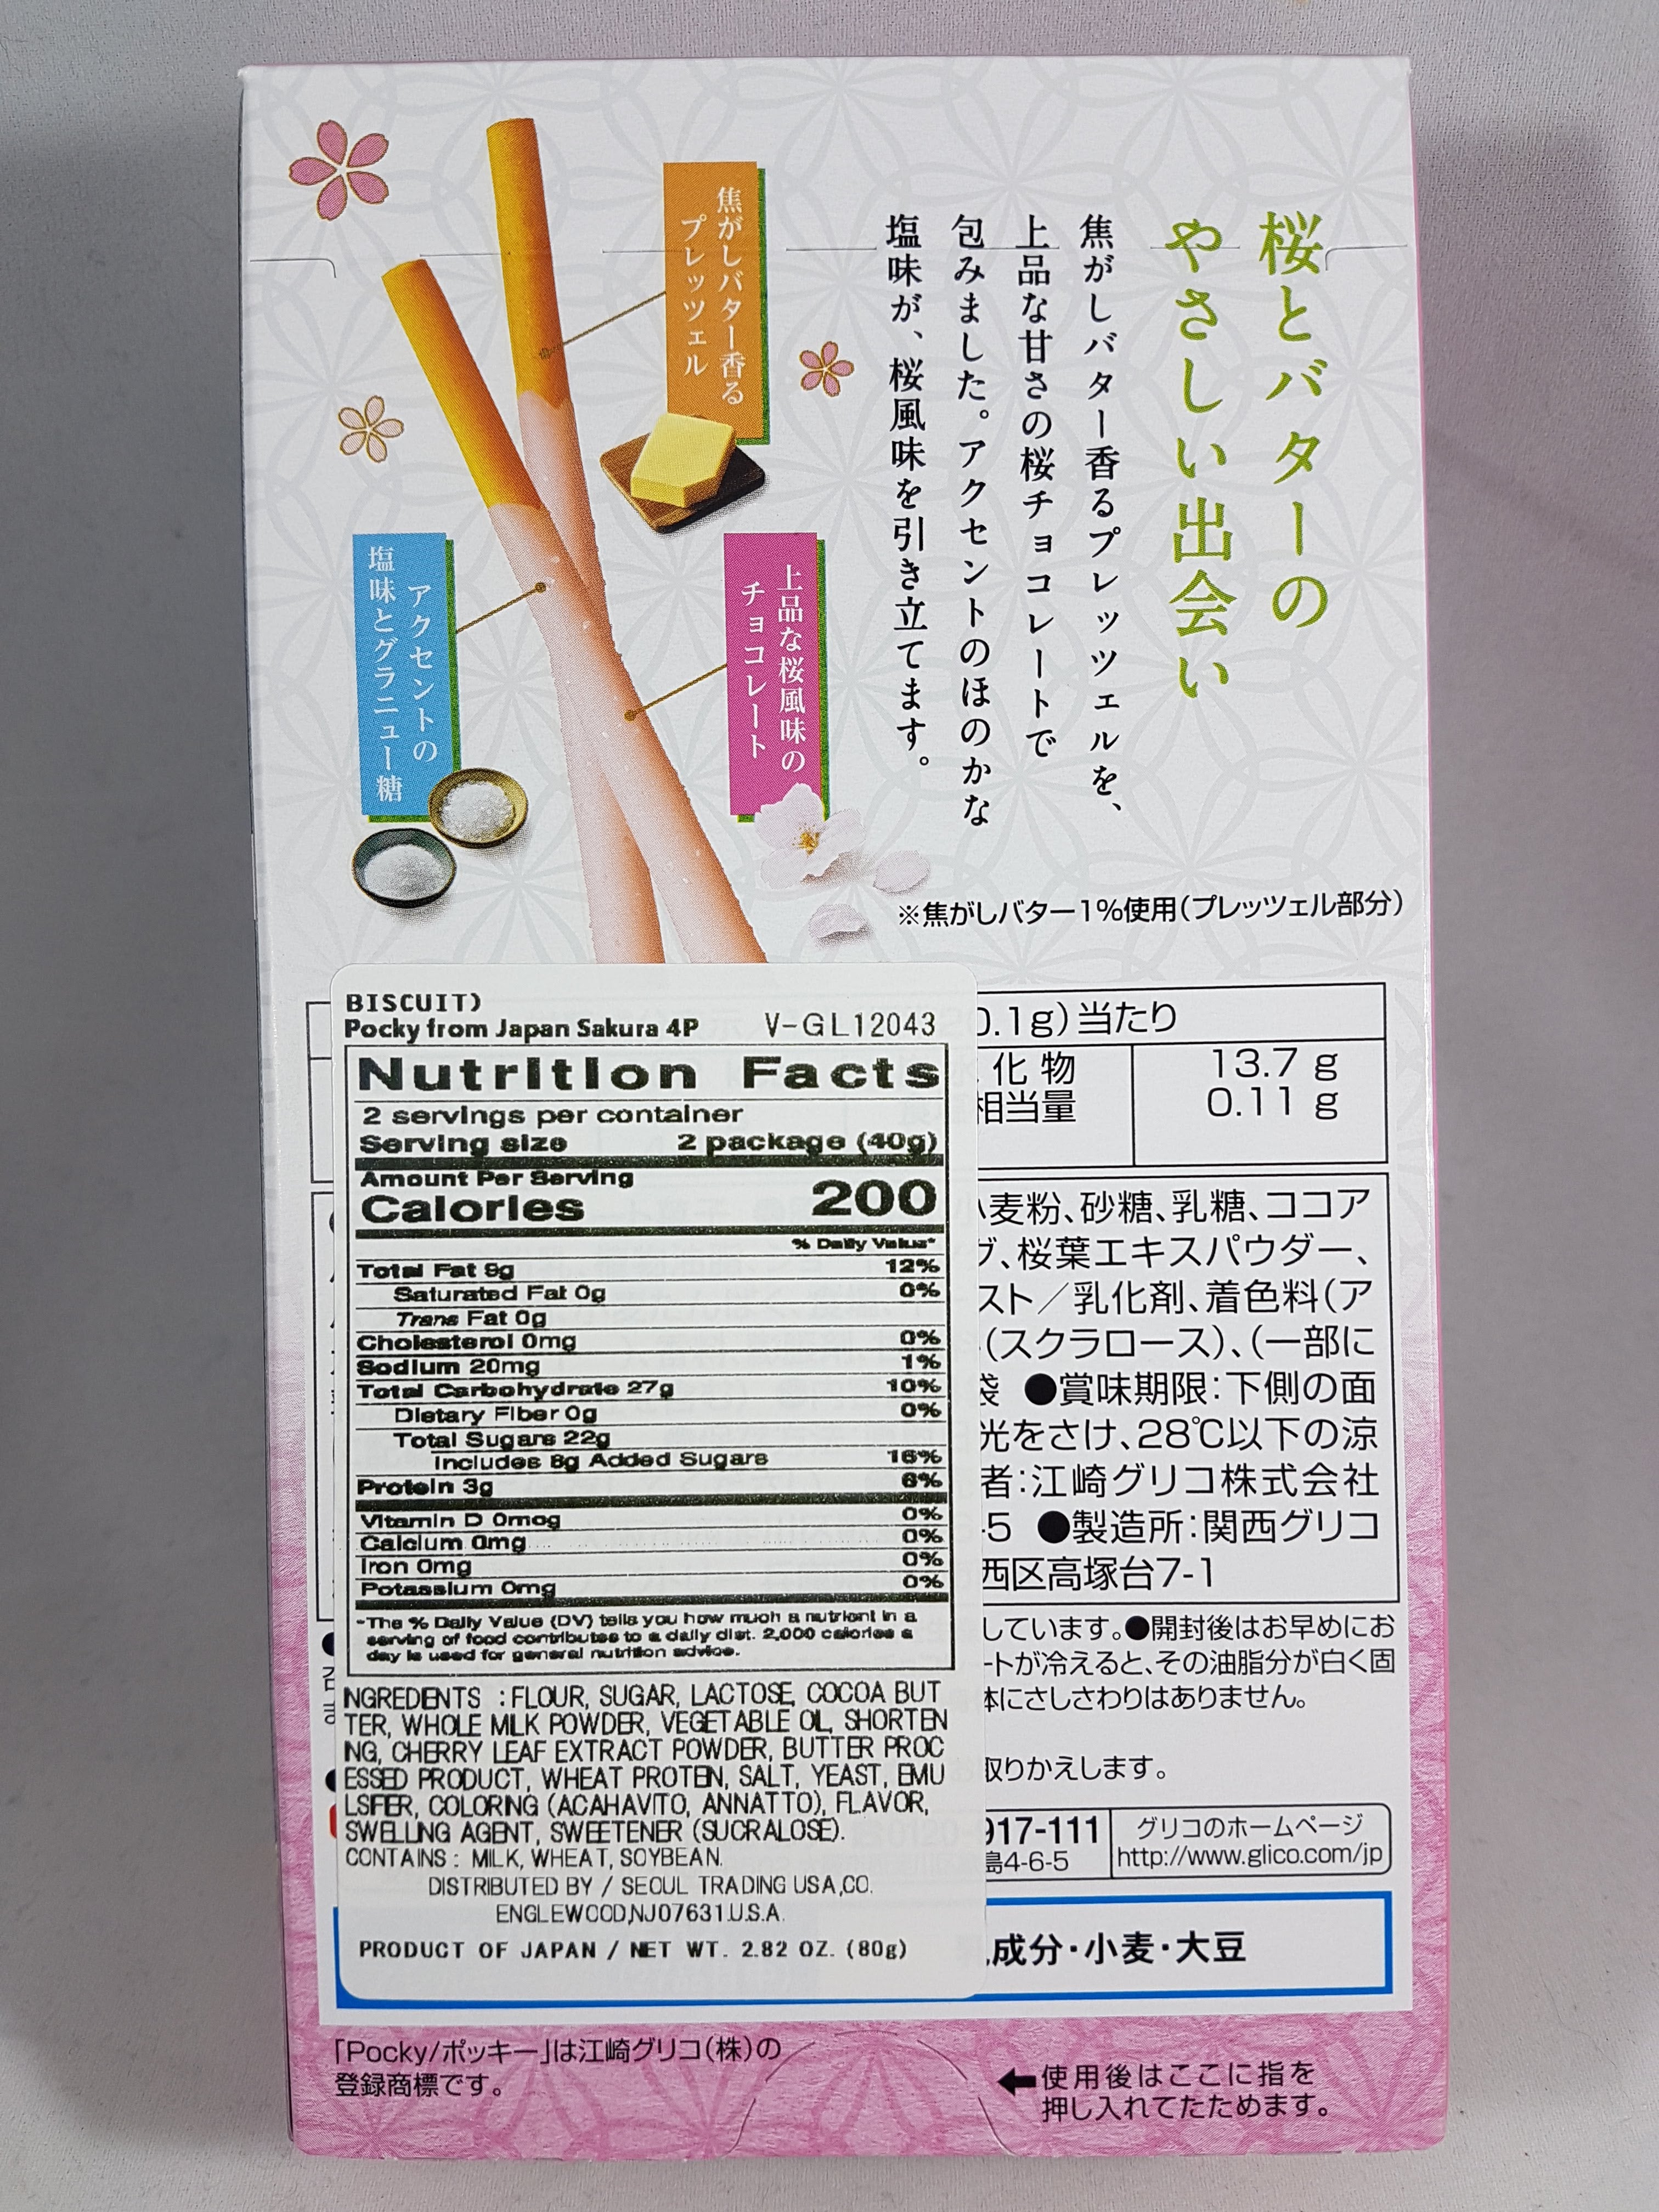 桜とバターの
やさしい出会い
焦がしバター香るプレッツェルを、
上品な甘さの桜チョコレートで
包みました。アクセントのほのかな
塩味が、桜風味を引き立てます。
焦がしバター香る
プレッツェル
上品な桜風味の
チョコレート
アクセントの
塩味とグラニュー糖
※焦がしバター1%使用(プレッツェル部分)
BISCUIT)
Pocky from Japan Sakura 4P V-GL12043
Nutrition Facts
2 servings per container
Serving size 2 package (40g)
Amount Per Serving
Calories 200
% Daily Value*
Total Fat 9g 12%
Saturated Fat 0g 0%
Trans Fat 0g
Cholesterol 0mg 0%
Sodium 20mg 1%
Total Carbohydrate 27g 10%
Dietary Fiber 0g 0%
Total Sugars 22g
Includes 8g Added Sugars 16%
Protein 3g 6%
Vitamin D 0mcg 0%
Calcium 0mg 0%
Iron 0mg 0%
Potassium 0mg 0%
*The % Daily Value (DV) tells you how much a nutrient in a
serving of food contributes to a daily diet. 2,000 calories a
day is used for general nutrition advice.
INGREDIENTS :FLOUR, SUGAR, LACTOSE, COCOA BUT
TER, WHOLE MILK POWDER, VEGETABLE OIL, SHORTEN
ING, CHERRY LEAF EXTRACT POWDER, BUTTER PROC
ESSED PRODUCT, WHEAT PROTEIN, SALT, YEAST, EMU
LSIFIER, COLORING (ACAHAVITO, ANNATTO), FLAVOR,
SWELLING AGENT, SWEETENER (SUCRALOSE).
CONTAINS : MILK, WHEAT, SOYBEAN.
DISTRIBUTED BY / SEOUL TRADING USA,CO.
ENGLEWOOD,NJ07631.U.S.A.
PRODUCT OF JAPAN / NET WT. 2.82 OZ. (80g)
0.1g)当たり
化物 13.7 g
相当量 0.11 g
小麦粉、砂糖、乳糖、ココア
グ、桜葉エキスパウダー、
スト/乳化剤、着色料(ア
(スクラロース)、(一部に
袋 ●賞味期限:下側の面
光をさけ、28℃以下の涼
者:江崎グリコ株式会社
-5 ●製造所:関西グリコ
西区高塚台7-1
しています。●開封後はお早めにお
ートが冷えると、その油脂分が白く固
体にさしさわりはありません。
取りかえします。
917-111
島4-6-5
グリコのホームページ
http://www.glico.com/jp
成分・小麦・大豆
「Pocky/ポッキー」は江崎グリコ(株)の
登録商標です。
←使用後はここに指を
押し入れてたためます。